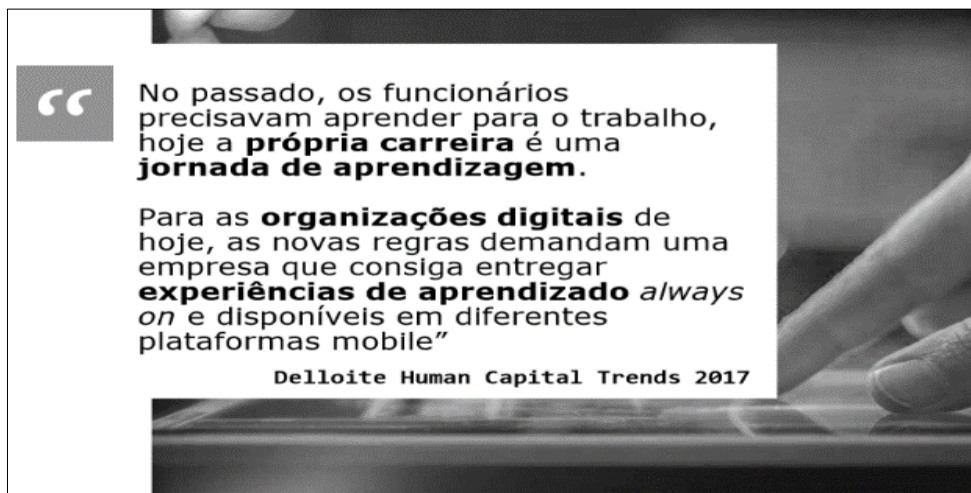 “
No passado, os funcionários
precisavam aprender para o trabalho,
hoje a própria carreira é uma
jornada de aprendizagem.
Para as organizações digitais de
hoje, as novas regras demandam uma
empresa que consiga entregar
experiências de aprendizado always
on e disponíveis em diferentes
plataformas mobile”
Delloite Human Capital Trends 2017